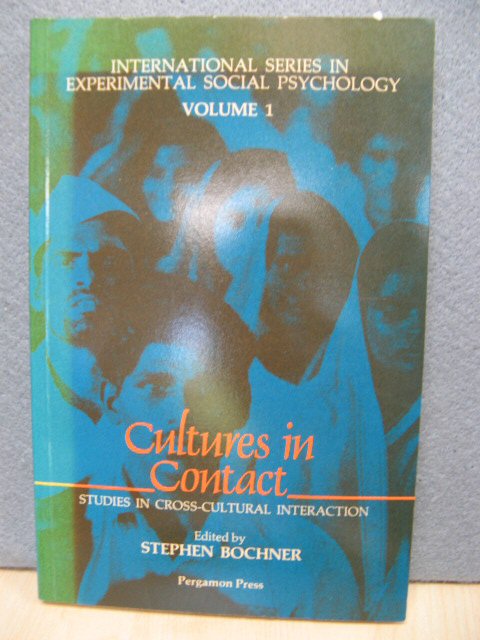 INTERNATIONAL SERIES IN
EXPERIMENTAL SOCIAL PSYCHOLOGY
VOLUME 1
Cultures in
Contact
STUDIES IN CROSS-CULTURAL INTERACTION
Edited by
STEPHEN BOCHNER
Pergamon Press